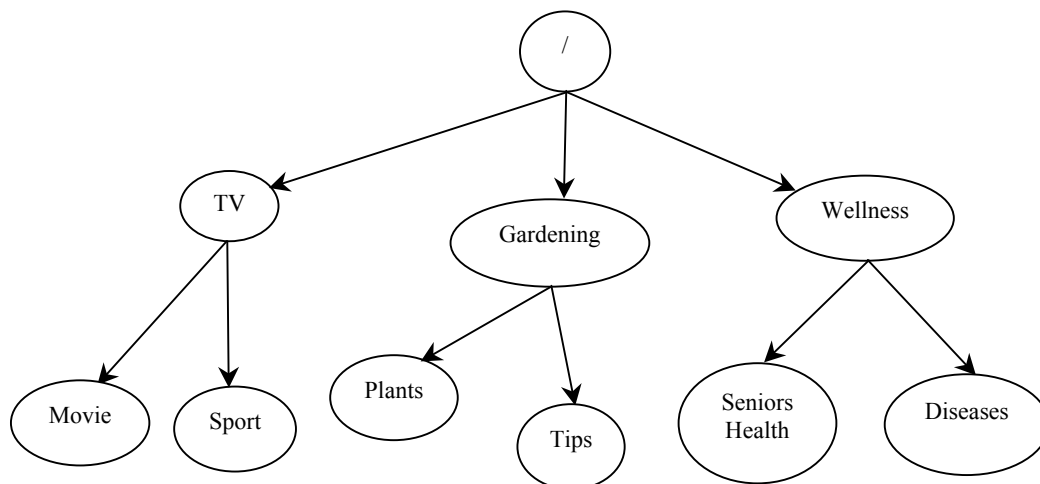 /
TV
Gardening
Wellness
Movie
Sport
Plants
Tips
Seniors
Health
Diseases